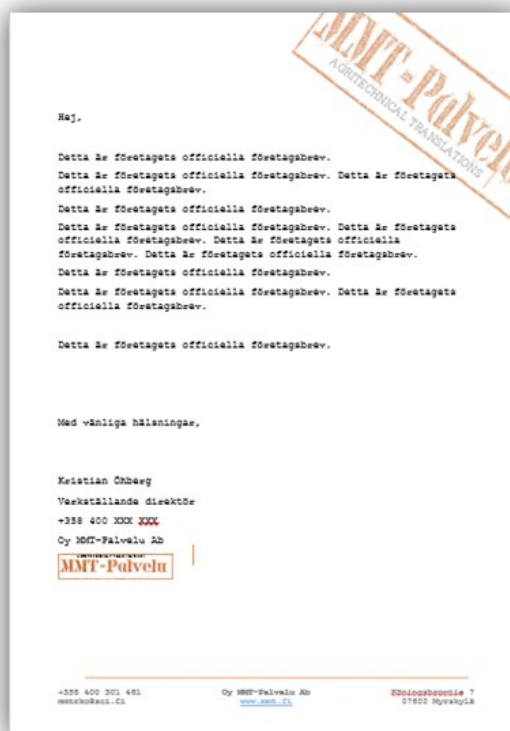 MMT-Palvelu
AGRITECHNICAL TRANSLATIONS
Hej,
Detta är företagets officiella företagsbrev.
Detta är företagets officiella företagsbrev. Detta är företagets
officiella företagsbrev.
Detta är företagets officiella företagsbrev.
Detta är företagets officiella företagsbrev. Detta är företagets
officiella företagsbrev. Detta är företagets officiella
företagsbrev. Detta är företagets officiella företagsbrev.
Detta är företagets officiella företagsbrev.
Detta är företagets officiella företagsbrev. Detta är företagets
officiella företagsbrev.
Detta är företagets officiella företagsbrev.
Med vänliga hälsningar,
Kristian Öhberg
Verkställande direktör
+358 400 XXX XXX
Oy MMT-Palvelu Ab
MMT-Palvelu
+358 400 301 461 Oy MMT-Palvelu Ab 7
www.mmt.fi 07600 Myrskylä